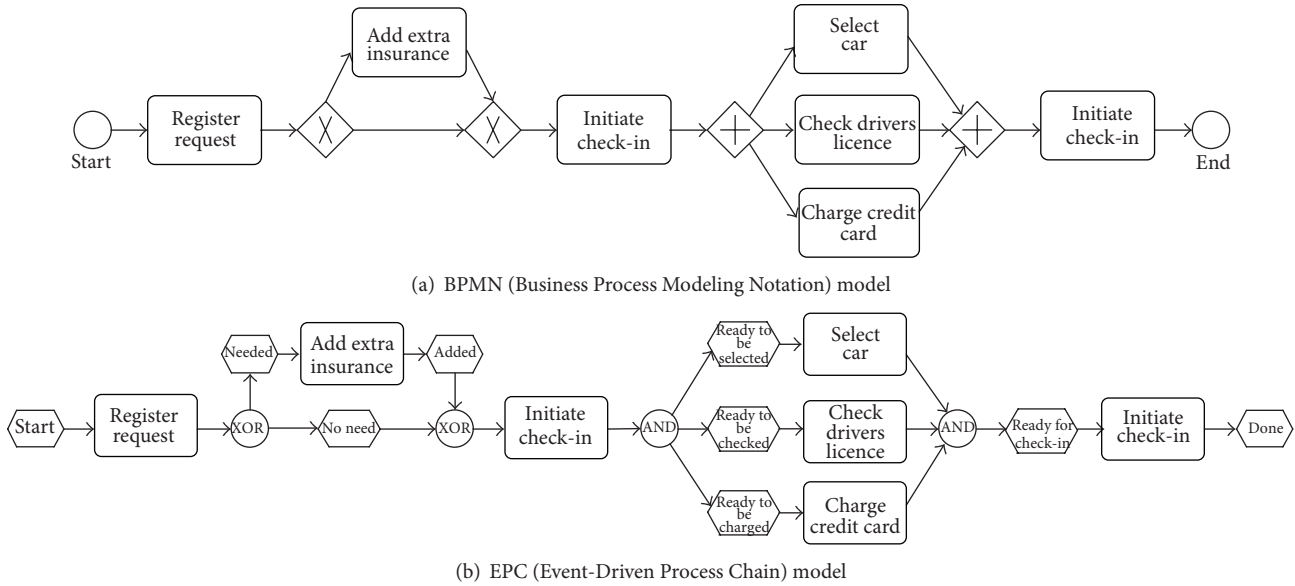 Start
Register
request
X
Add extra
insurance
X
Initiate
check-in
Select
car
Check drivers
licence
Charge credit
card
Initiate
check-in
End
(a) BPMN (Business Process Modeling Notation) model
Start
Register
request
XOR
Needed
Add extra
insurance
Added
No need
XOR
Initiate
check-in
AND
Ready to
be
selected
Select
car
Ready to
be
checked
Check
drivers
licence
Ready to
be
charged
Charge
credit card
AND
Ready for
check-in
Initiate
check-in
Done
(b) EPC (Event-Driven Process Chain) model